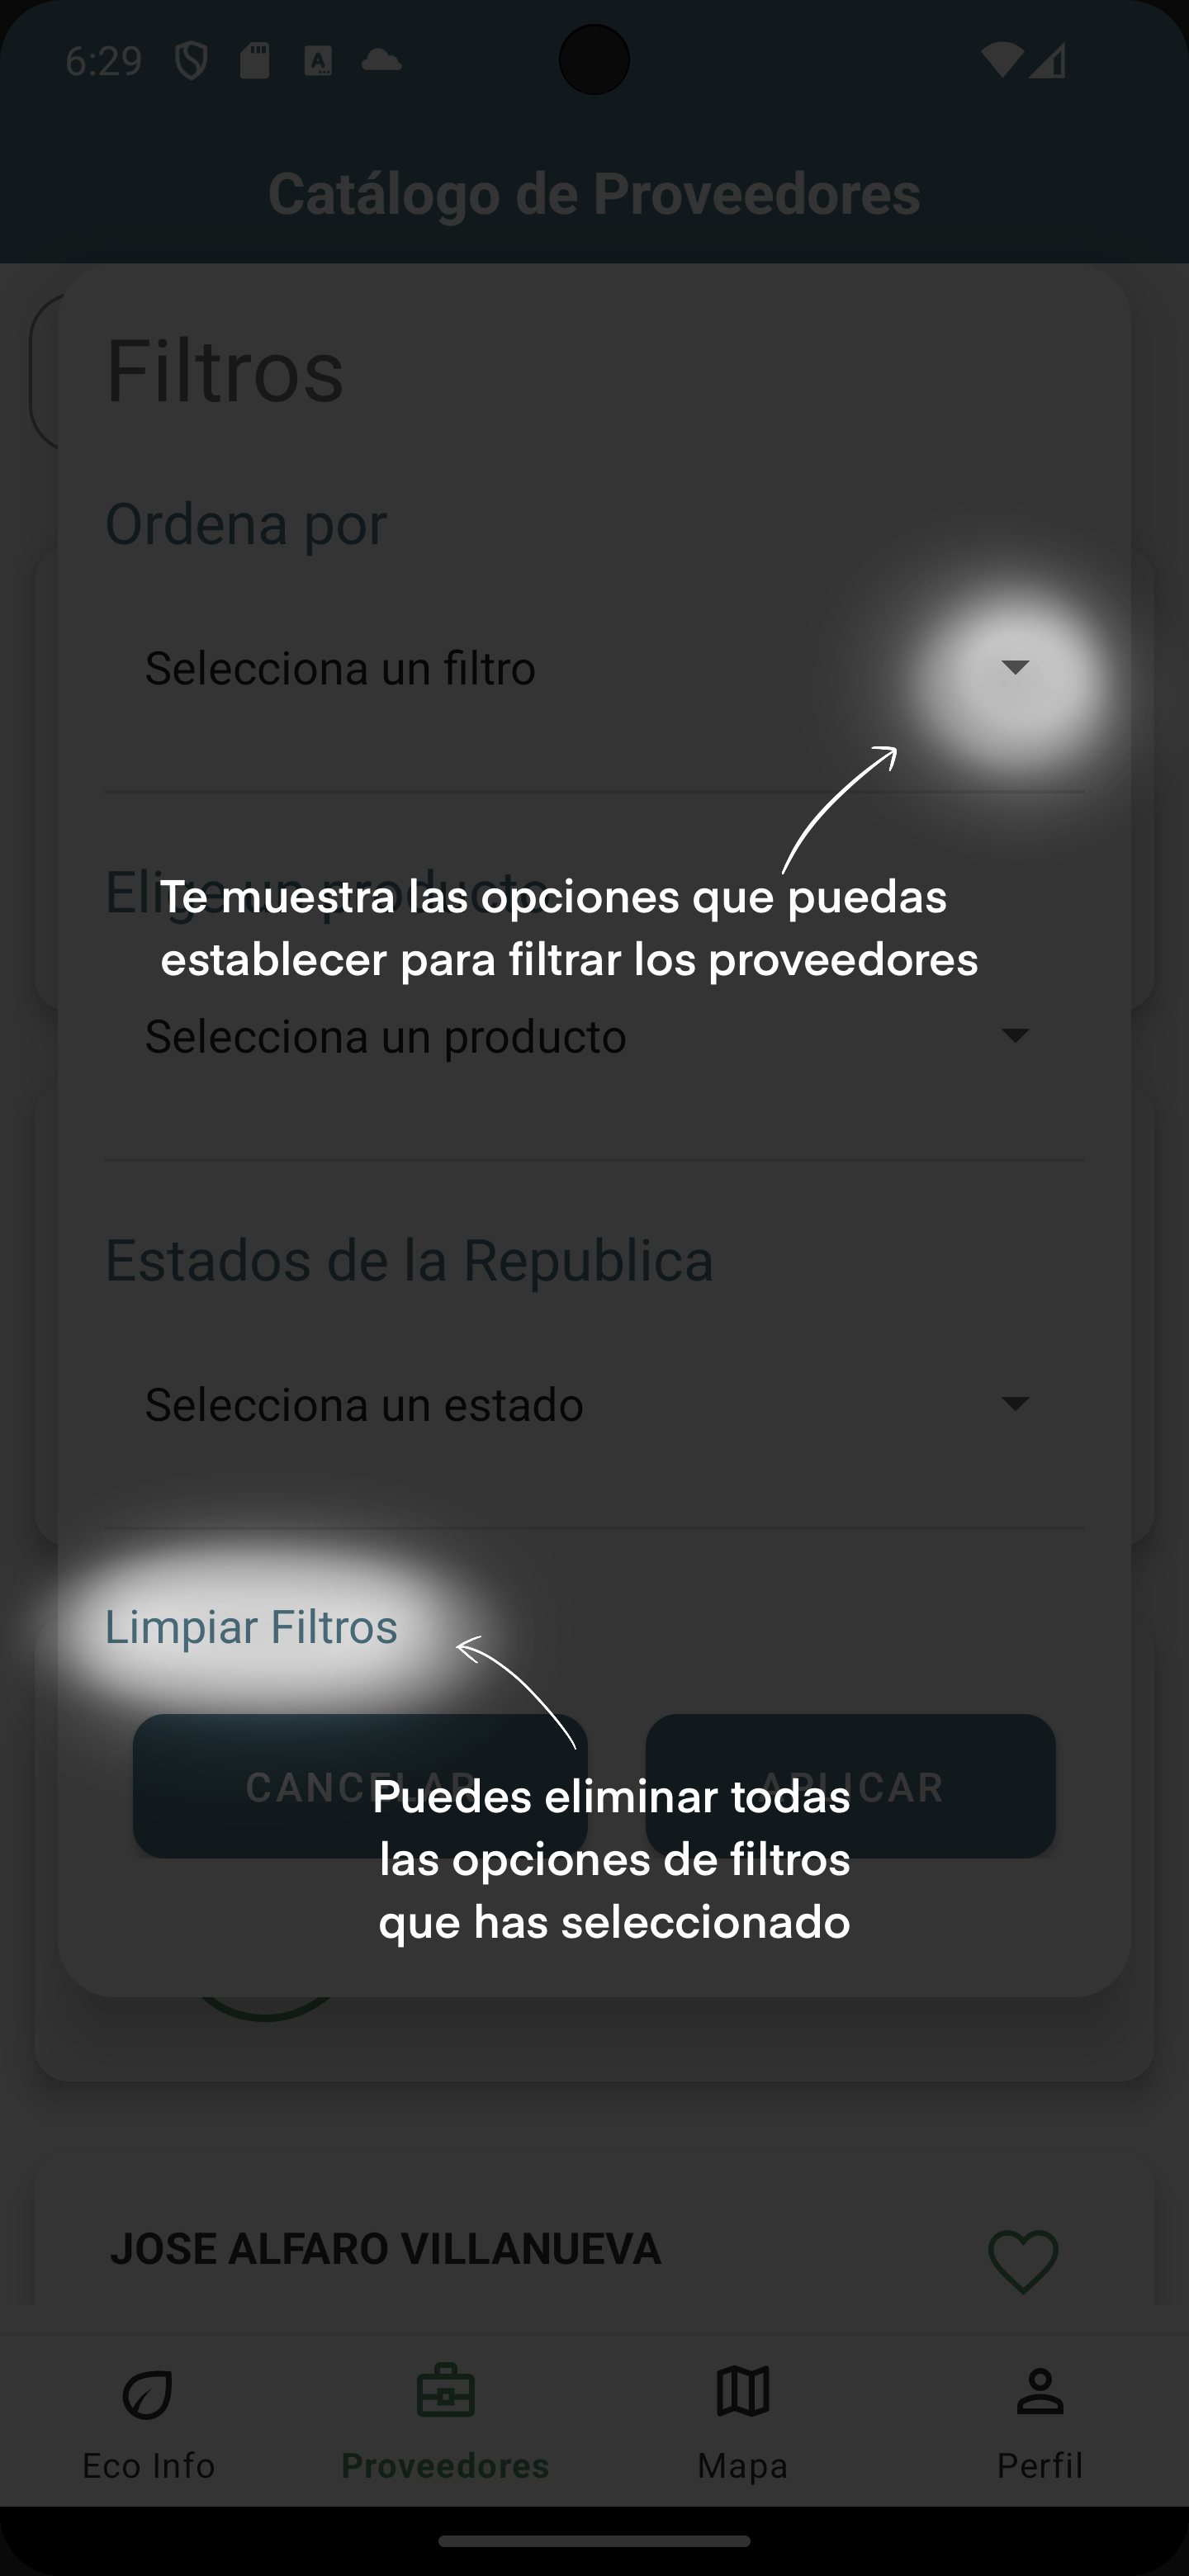 6:29
Catálogo de Proveedores
Filtros
Ordena por
Selecciona un filtro
Elige un producto
Te muestra las opciones que puedas
establecer para filtrar los proveedores
Selecciona un producto
Estados de la Republica
Selecciona un estado
Limpiar Filtros
CANCELAR
APLICAR
Puedes eliminar todas
las opciones de filtros
que has seleccionado
JOSE ALFARO VILLANUEVA
Eco Info
Proveedores
Mapa
Perfil